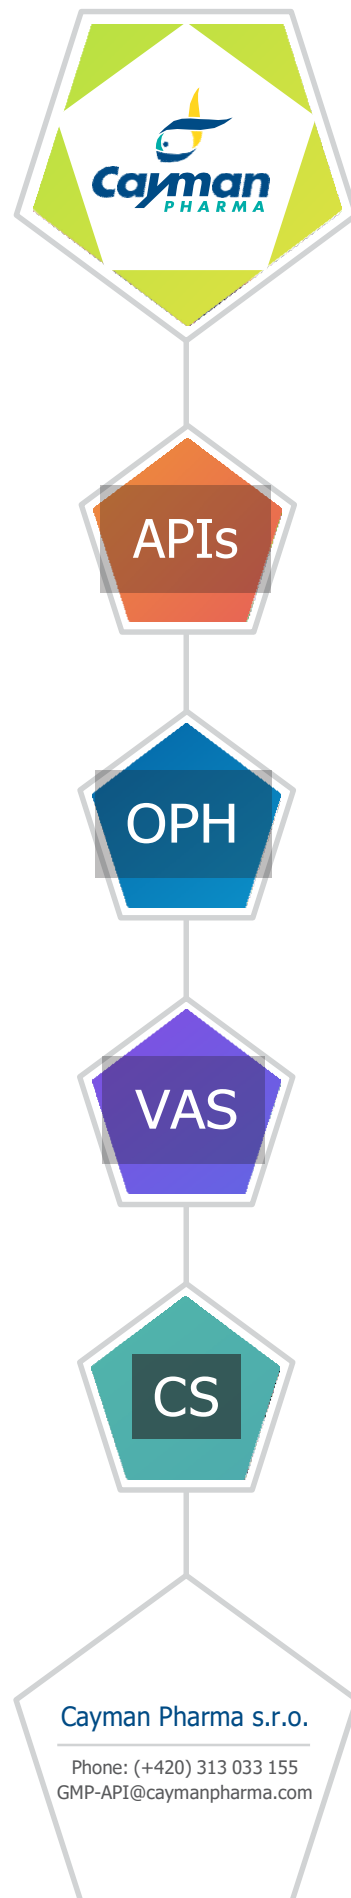 Cayman
PHARMA
APIs
OPH
VAS
CS
Cayman Pharma s.r.o.
Phone: (+420) 313 033 155
GMP-API@caymanpharma.com